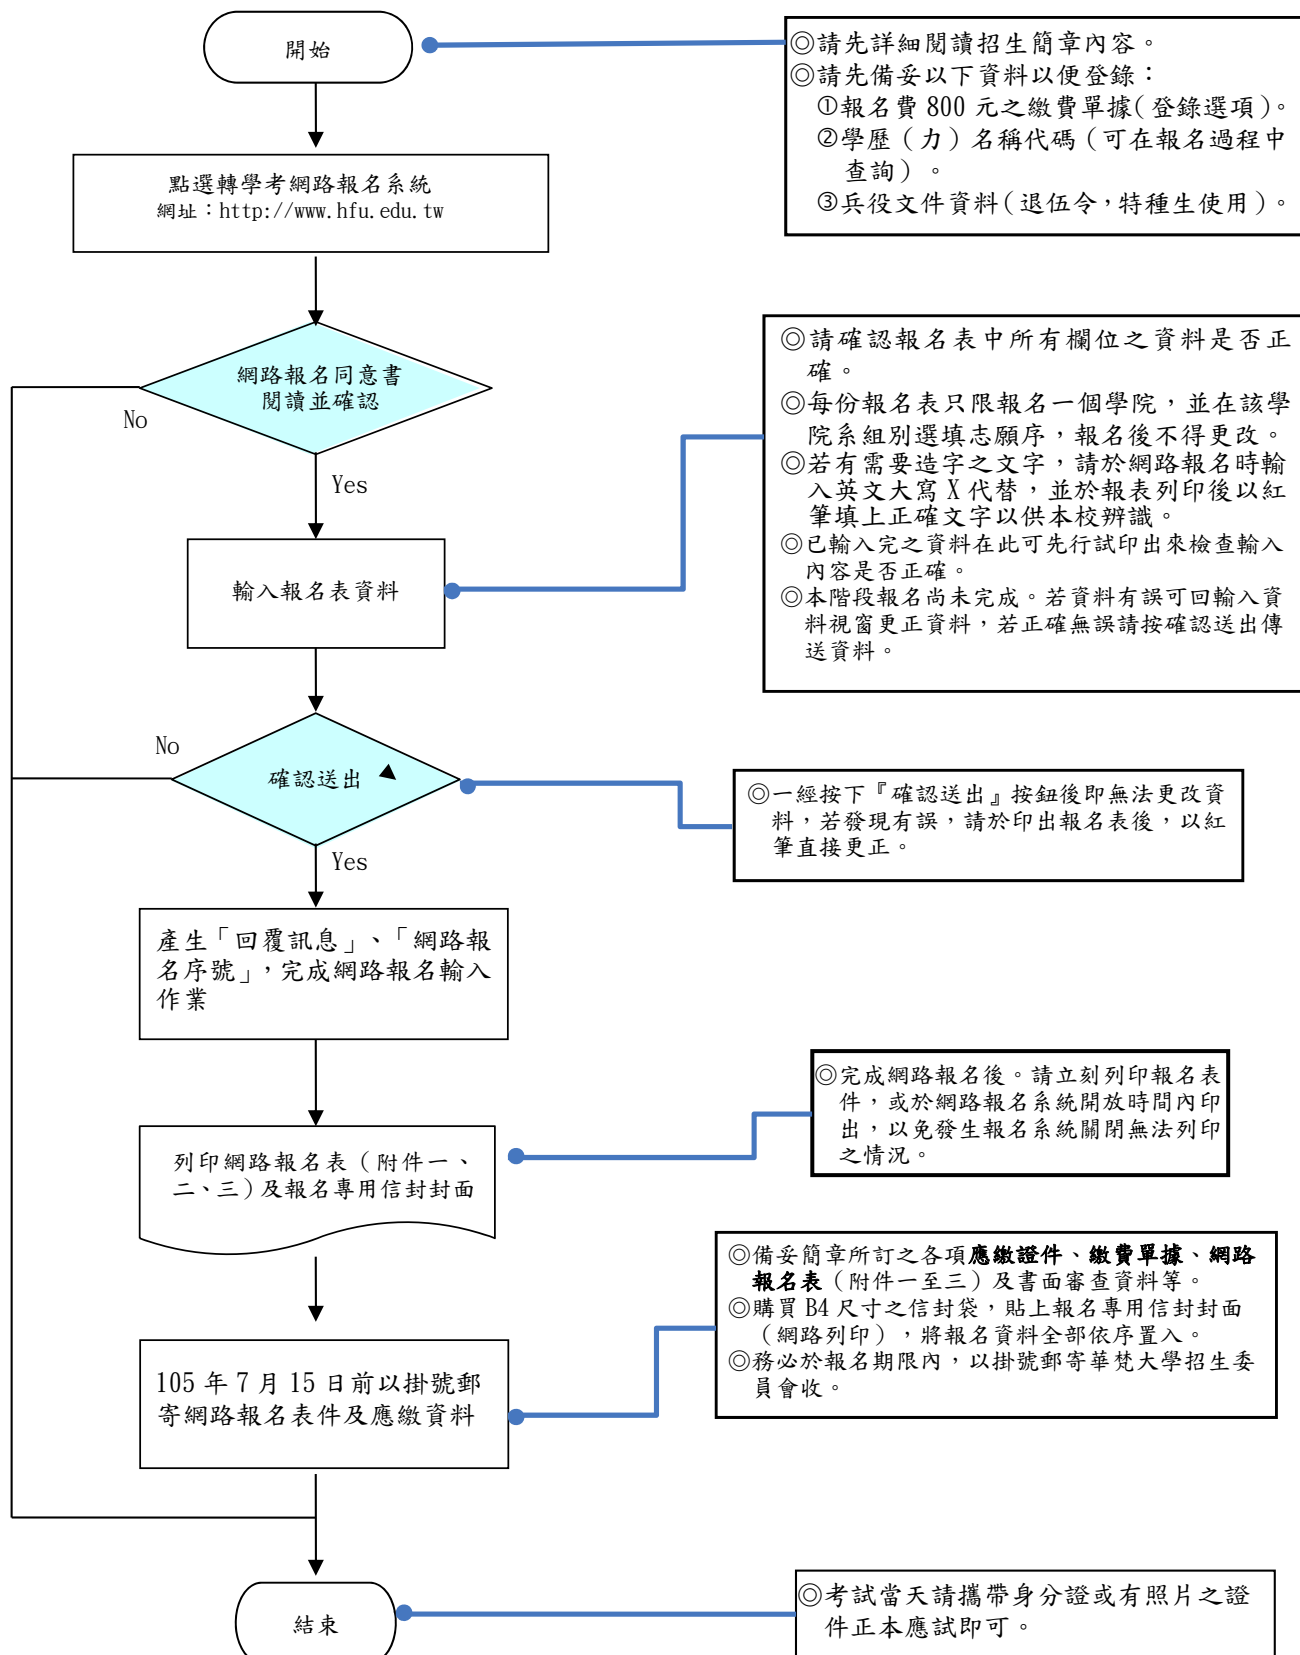 開始
◎請先詳細閱讀招生簡章內容。
◎請先備妥以下資料以便登錄：
①報名費 800 元之繳費單據(登錄選項)。
②學歷（力）名稱代碼（可在報名過程中
查詢）。
③兵役文件資料(退伍令，特種生使用)。
點選轉學考網路報名系統
網址：http://www.hfu.edu.tw
網路報名同意書
閱讀並確認
No
Yes
◎請確認報名表中所有欄位之資料是否正
確。
◎每份報名表只限報名一個學院，並在該學
院系組別選填志願序，報名後不得更改。
◎若有需要造字之文字，請於網路報名時輸
入英文大寫 X 代替，並於報表列印後以紅
筆填上正確文字以供本校辨識。
◎已輸入完之資料在此可先行試印出來檢查輸入
內容是否正確。
◎本階段報名尚未完成。若資料有誤可回輸入資
料視窗更正資料，若正確無誤請按確認送出傳
送資料。
輸入報名表資料
No
確認送出
Yes
◎一經按下『確認送出』按鈕後即無法更改資
料，若發現有誤，請於印出報名表後，以紅
筆直接更正。
產生「回覆訊息」、「網路報
名序號」，完成網路報名輸入
作業
◎完成網路報名後。請立刻列印報名表
件，或於網路報名系統開放時間內印
出，以免發生報名系統關閉無法列印
之情況。
列印網路報名表（附件一、
二、三）及報名專用信封封面
◎備妥簡章所訂之各項應繳證件、繳費單據、網路
報名表（附件一至三）及書面審查資料等。
◎購買 B4 尺寸之信封袋，貼上報名專用信封封面
（網路列印），將報名資料全部依序置入。
◎務必於報名期限內，以掛號郵寄華梵大學招生委
員會收。
105 年 7 月 15 日前以掛號郵
寄網路報名表件及應繳資料
結束
◎考試當天請攜帶身分證或有照片之證
件正本應試即可。